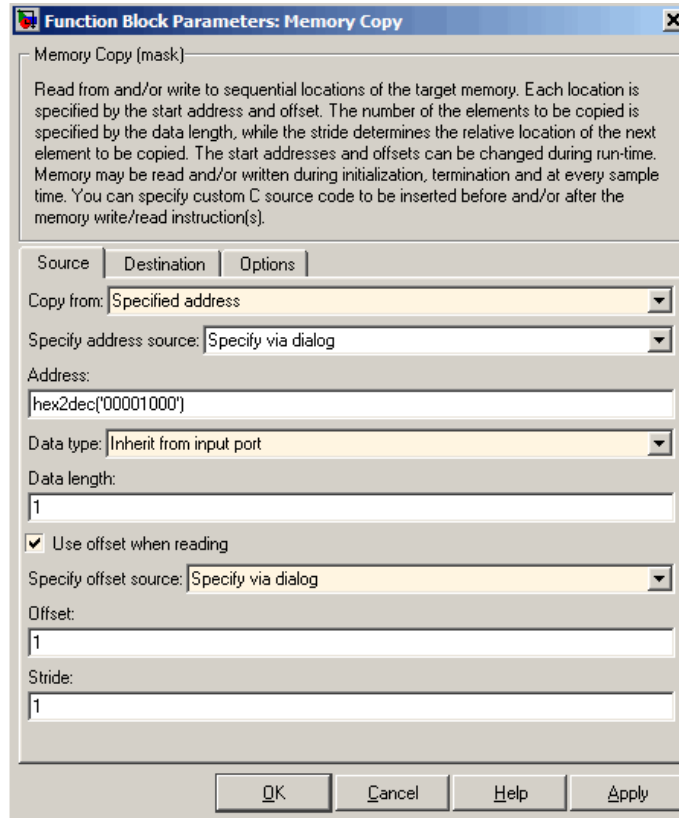 Function Block Parameters: Memory Copy
Memory Copy (mask)
Read from and/or write to sequential locations of the target memory. Each location is
specified by the start address and offset. The number of the elements to be copied is
specified by the data length, while the stride determines the relative location of the next
element to be copied. The start addresses and offsets can be changed during run-time.
Memory may be read and/or written during initialization, termination and at every sample
time. You can specify custom C source code to be inserted before and/or after the
memory write/read instruction(s).
Source Destination Options
Copy from: Specified address
Specify address source: Specify via dialog
Address:
hex2dec('00001000')
Data type: Inherit from input port
Data length:
1
Use offset when reading
Specify offset source: Specify via dialog
Offset:
1
Stride:
1
OK Cancel Help Apply